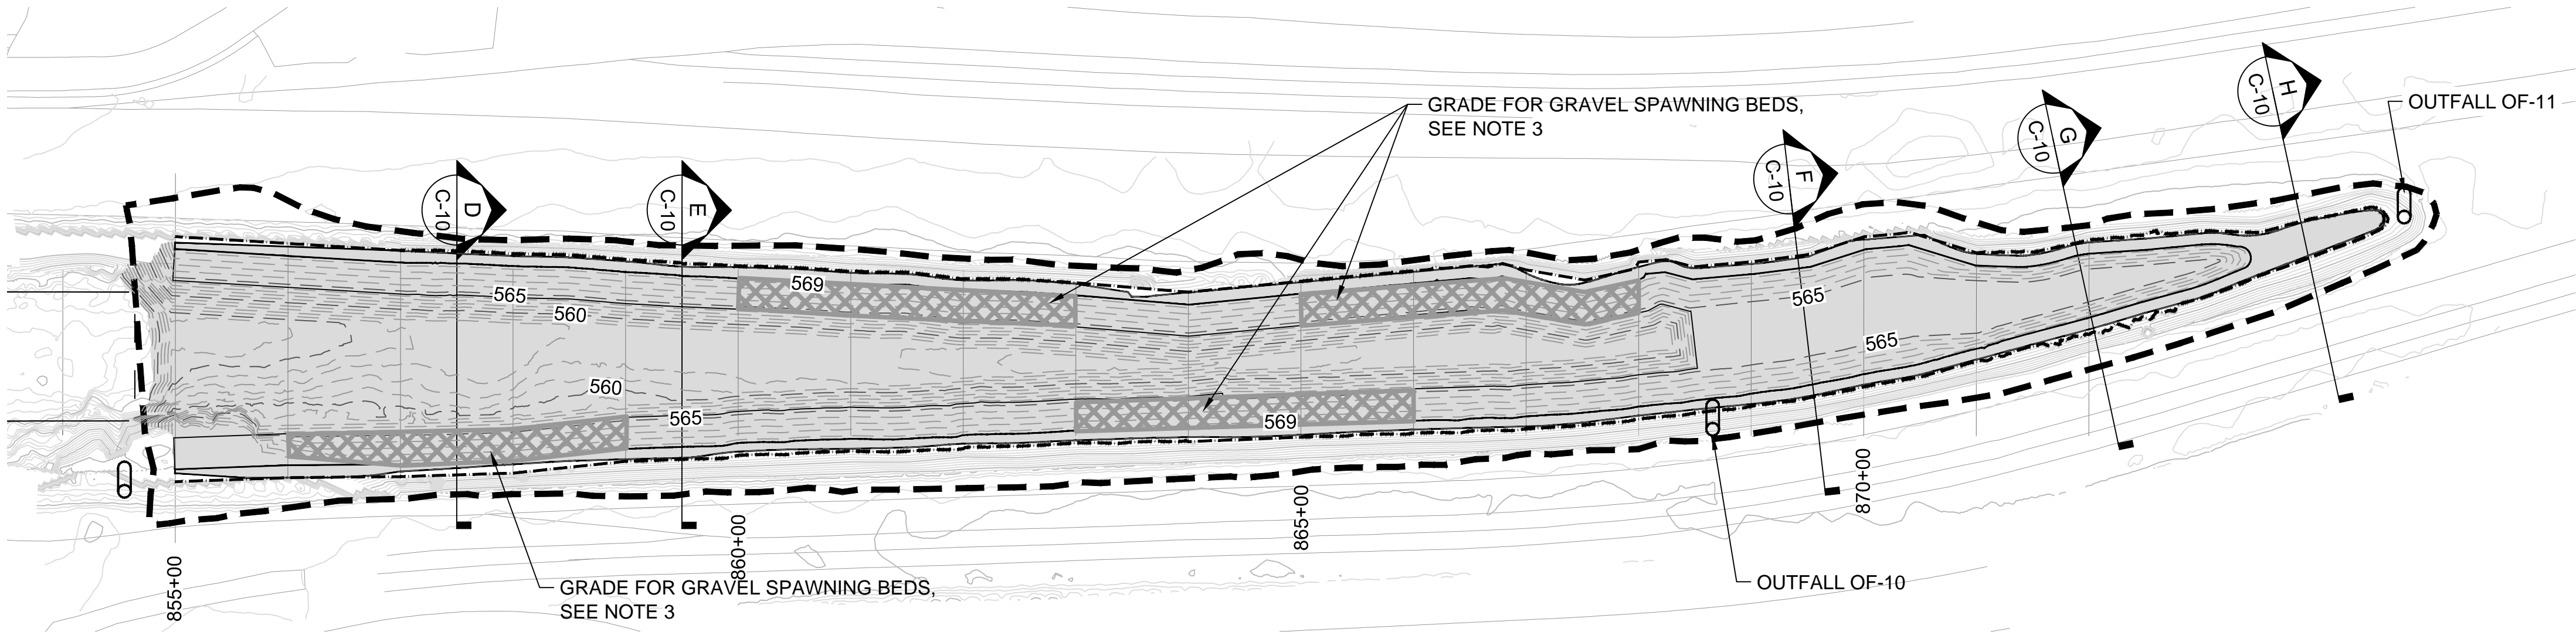 H
C-10
OUTFALL OF-11
GRADE FOR GRAVEL SPAWNING BEDS,
SEE NOTE 3
G
C-10
F
C-10
D
C-10
E
C-10
569
565
560
565
565
560
565
569
870+00
865+00
860+00
855+00
GRADE FOR GRAVEL SPAWNING BEDS,
SEE NOTE 3
OUTFALL OF-10